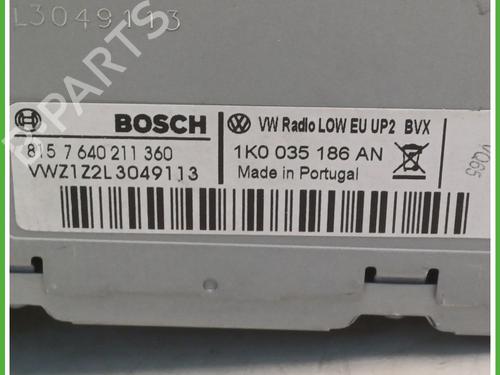 L3049113
BOSCH
VW Radio LOW EU UP2 BVX
815 7 640 211 360
1K0 035 186 AN
VWZ1Z2L3049113
Made in Portugal
VQ65
B-PARTS